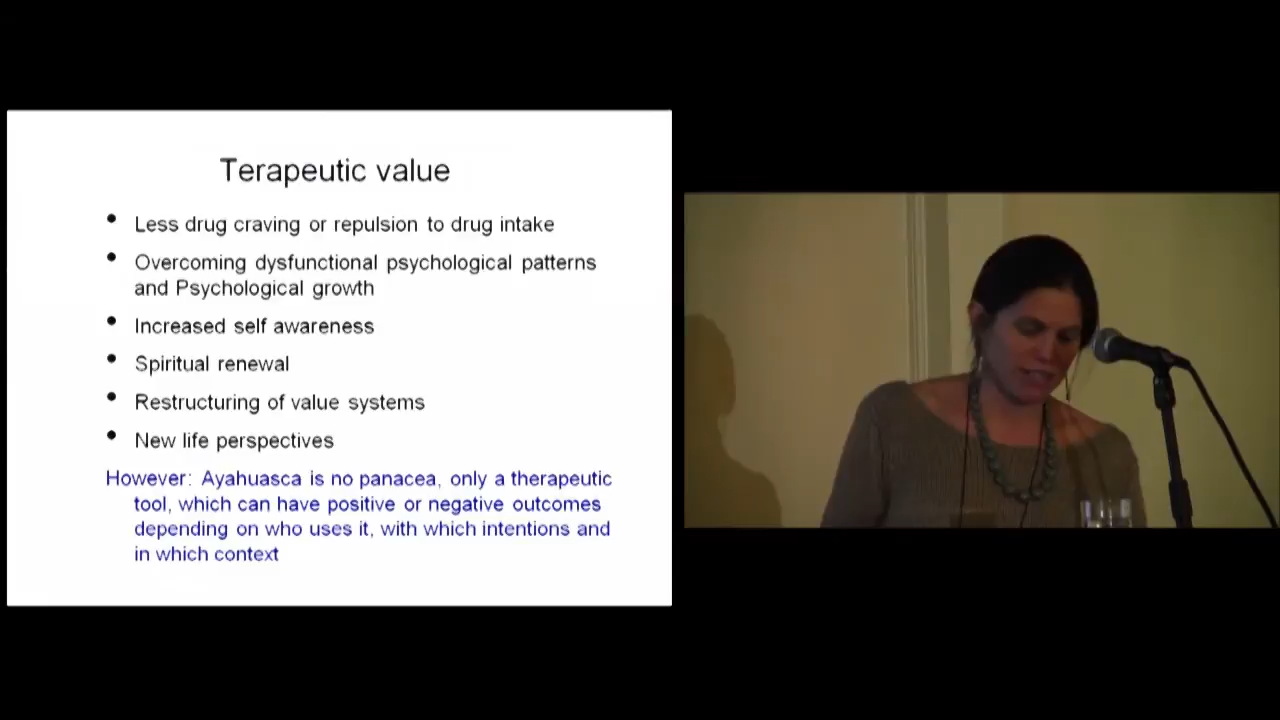 Terapeutic value
• Less drug craving or repulsion to drug intake
• Overcoming dysfunctional psychological patterns
and Psychological growth
• Increased self awareness
• Spiritual renewal
• Restructuring of value systems
• New life perspectives
However: Ayahuasca is no panacea, only a therapeutic
tool, which can have positive or negative outcomes
depending on who uses it, with which intentions and
in which context